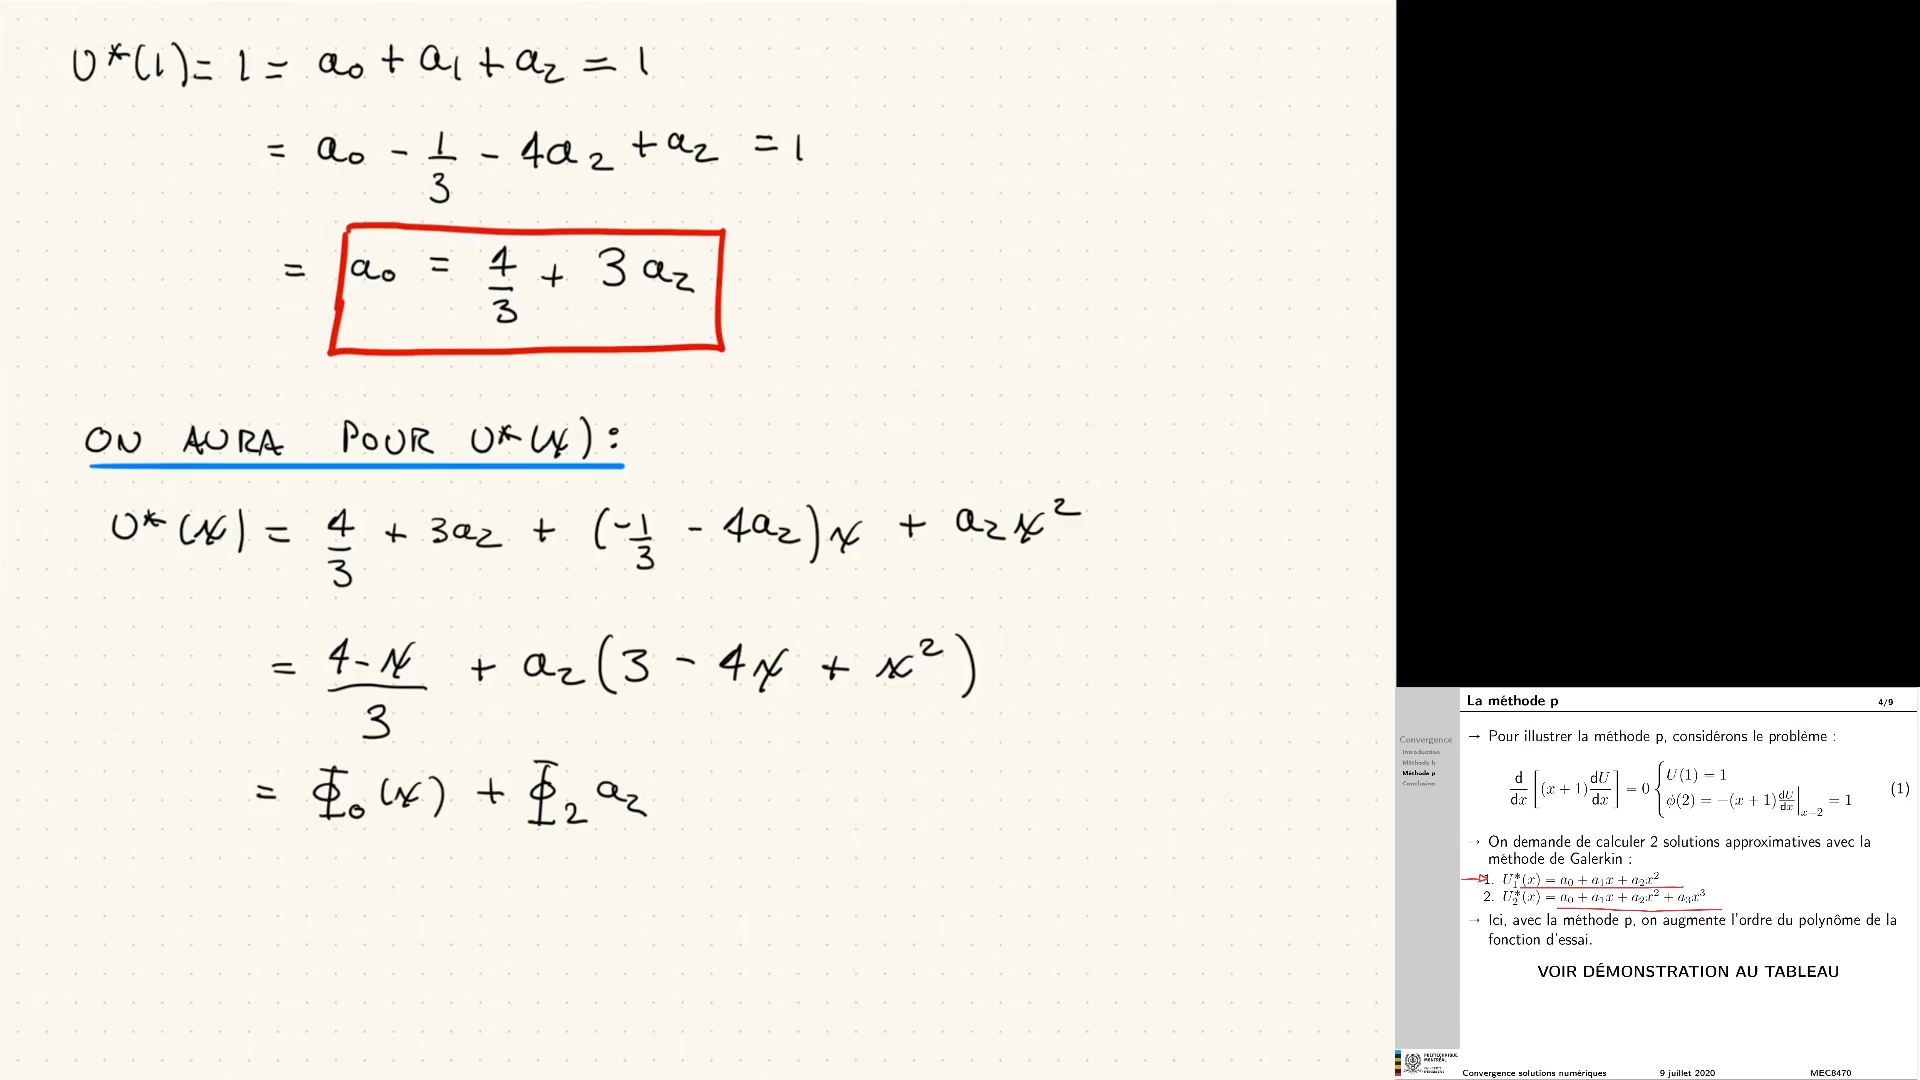 U*(1) = 1 = a₀ + a₁ + a₂ = 1
= a₀ - 1/3 - 4a₂ + a₂ = 1
= a₀ = 4/3 + 3a₂
ON AURA POUR U*(x) :
U*(x) = 4/3 + 3a₂ + (-1/3 - 4a₂)x + a₂x²
= (4-x)/3 + a₂(3 - 4x + x²)
= Φ₀(x) + Φ₂ a₂
La méthode p 4/9
Convergence
Introduction
Méthode h
Méthode p
Conclusion
→ Pour illustrer la méthode p, considérons le problème :
d/dx [(x + 1) dU/dx] = 0 { U(1) = 1
ϕ(2) = −(x + 1) dU/dx |ₓ₌₂ = 1 (1)
→ On demande de calculer 2 solutions approximatives avec la
méthode de Galerkin :
1. U₁*(x) = a₀ + a₁x + a₂x²
2. U₂*(x) = a₀ + a₁x + a₂x² + a₃x³
→ Ici, avec la méthode p, on augmente l'ordre du polynôme de la
fonction d'essai.
VOIR DÉMONSTRATION AU TABLEAU
POLYTECHNIQUE
MONTRÉAL
Convergence solutions numériques 9 juillet 2020 MEC8470